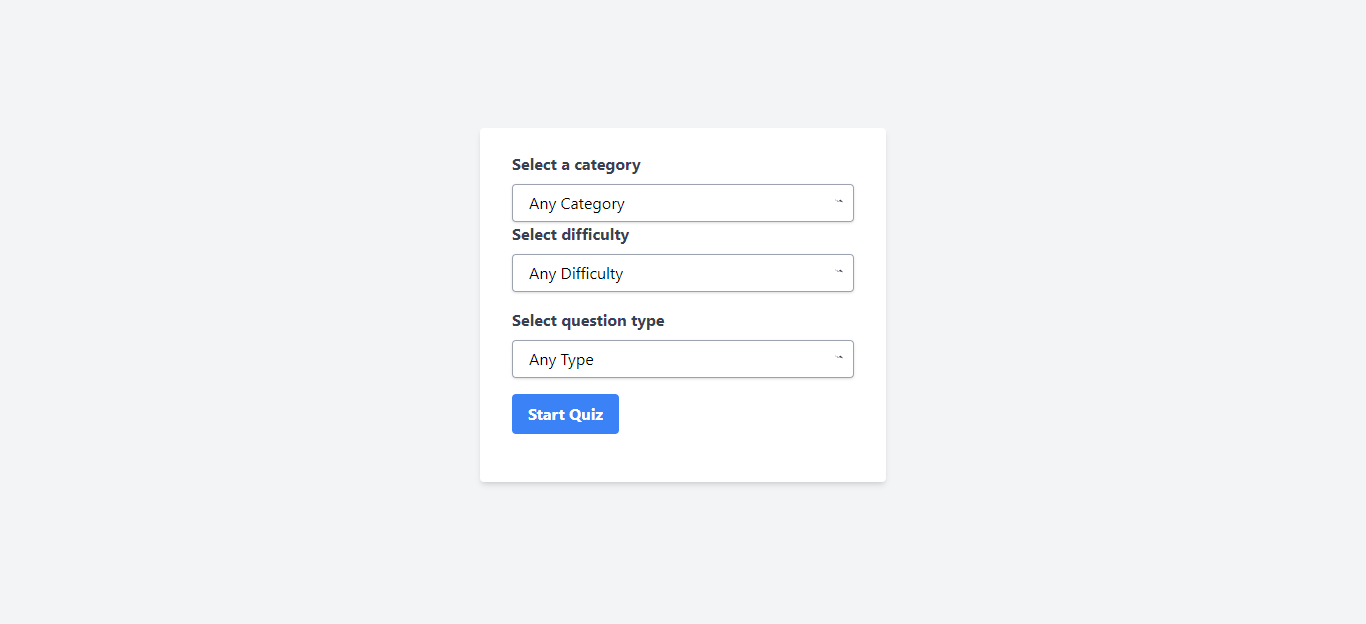 Select a category
Any Category
Select difficulty
Any Difficulty
Select question type
Any Type
Start Quiz